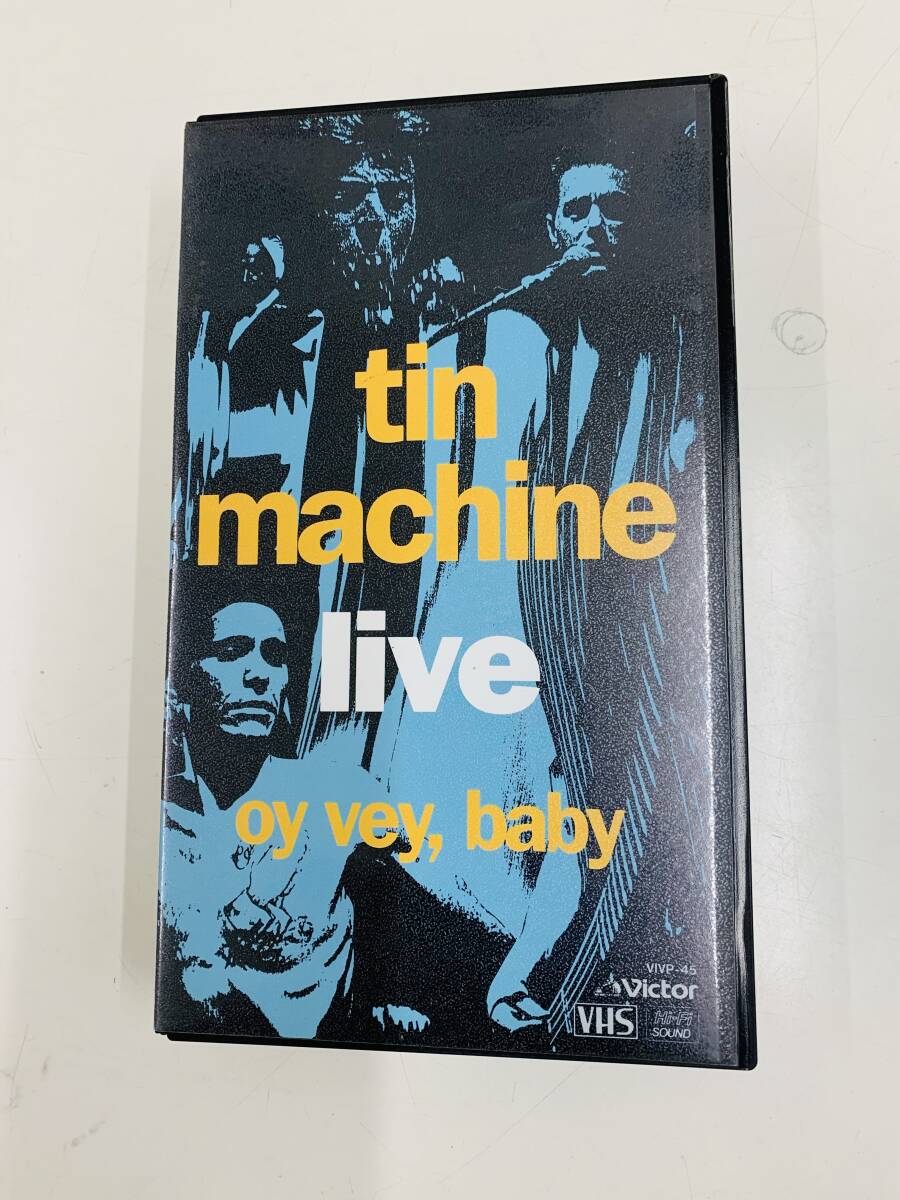 tin
machine
live
oy vey, baby
VIVP-45
Victor
VHS
Hi-Fi
SOUND